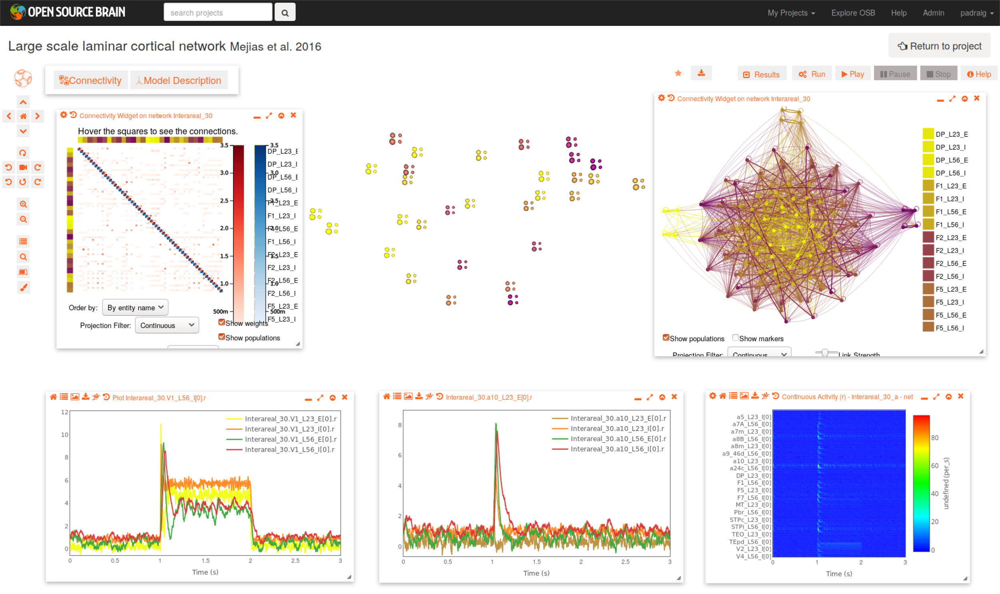 OPEN SOURCE BRAIN
search projects
My Projects
Explore OSB
Help
Admin
padraig
Large scale laminar cortical network Mejias et al. 2016
Return to project
Connectivity
Model Description
Results
Run
Play
Pause
Stop
Help
Connectivity Widget on network Interareal_30
Hover the squares to see the connections.
3.5
3.0
2.5
2.0
1.5
1.0
500m
3.5
3.0
2.5
2.0
1.5
1.0
500m
DP_L23_E
DP_L23_I
DP_L56_E
DP_L56_I
F1_L23_E
F1_L23_I
F1_L56_E
F1_L56_I
F2_L23_E
F2_L23_I
F2_L56_E
F2_L56_I
F5_L23_E
F5_L23_I
Order by:
By entity name
Projection Filter:
Continuous
Show weights
Show populations
Connectivity Widget on network Interareal_30
DP_L23_E
DP_L23_I
DP_L56_E
DP_L56_I
F1_L23_E
F1_L23_I
F1_L56_E
F1_L56_I
F2_L23_E
F2_L23_I
F2_L56_E
F2_L56_I
F5_L23_E
F5_L23_I
F5_L56_E
F5_L56_I
Show populations
Show markers
Projection Filter:
Continuous
Link Strength
Plot Interareal_30.V1_L56_I[0].r
12
10
8
6
4
2
0
Interareal_30.V1_L23_E[0].r
Interareal_30.V1_L23_I[0].r
Interareal_30.V1_L56_E[0].r
Interareal_30.V1_L56_I[0].r
0
0.5
1
1.5
2
2.5
3
Time (s)
Interareal_30.a10_L23_E[0].r
8
6
4
2
0
Interareal_30.a10_L23_E[0].r
Interareal_30.a10_L23_I[0].r
Interareal_30.a10_L56_E[0].r
Interareal_30.a10_L56_I[0].r
0
0.5
1
1.5
2
2.5
3
Time (s)
Continuous Activity (r) - Interareal_30_a - net
a5_L23_I[0]
a7A_L56_I[0]
a7m_L23_I[0]
a8B_L56_I[0]
a8m_L23_I[0]
a9_46d_L56_I[0]
a10_L23_I[0]
a24c_L56_I[0]
DP_L23_I[0]
F1_L56_I[0]
F5_L23_I[0]
F7_L56_I[0]
MT_L23_I[0]
Pbr_L56_I[0]
STPc_L23_I[0]
STPi_L56_I[0]
TEO_L23_I[0]
TEpd_L56_I[0]
V2_L23_I[0]
V4_L56_I[0]
0
1
2
3
Time (s)
80
60
40
20
0
undefined (per_s)